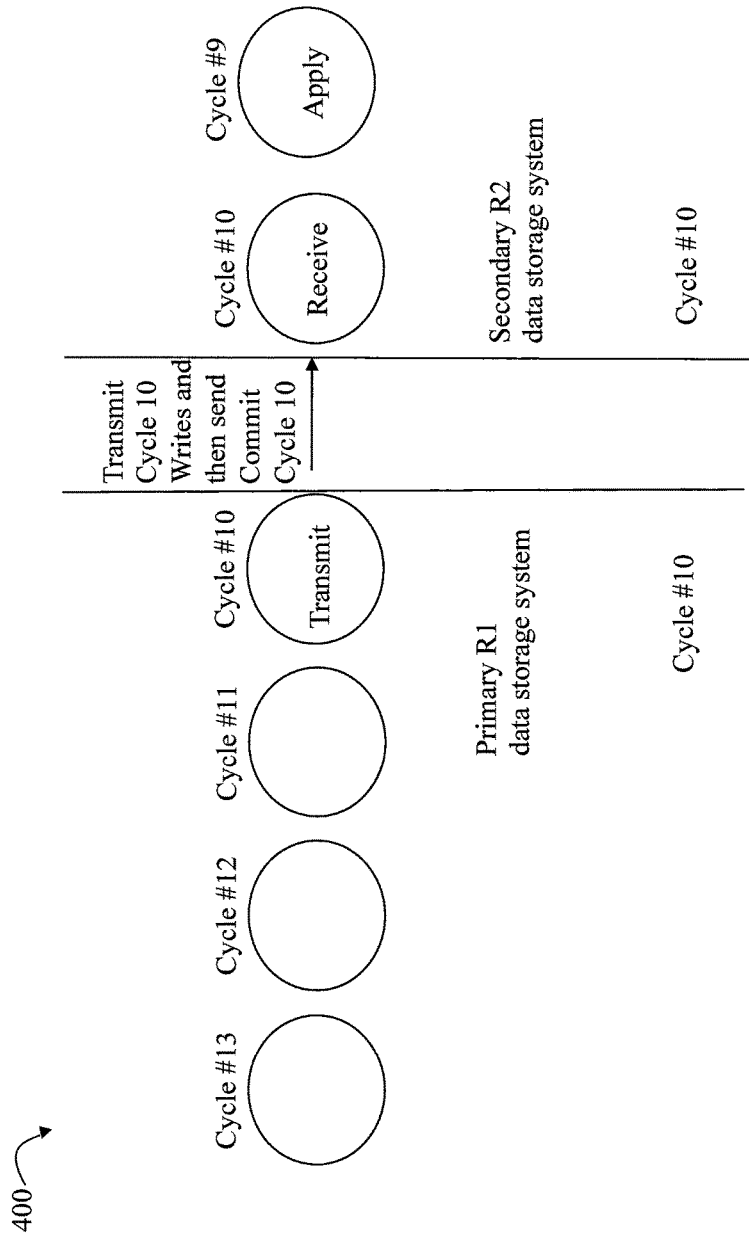 400
Transmit
Cycle 10
Writes and
then send
Commit
Cycle 10
Cycle #13
Cycle #12
Cycle #11
Cycle #10
Transmit
Cycle #10
Receive
Cycle #9
Apply
Primary R1
data storage system
Secondary R2
data storage system
Cycle #10
Cycle #10